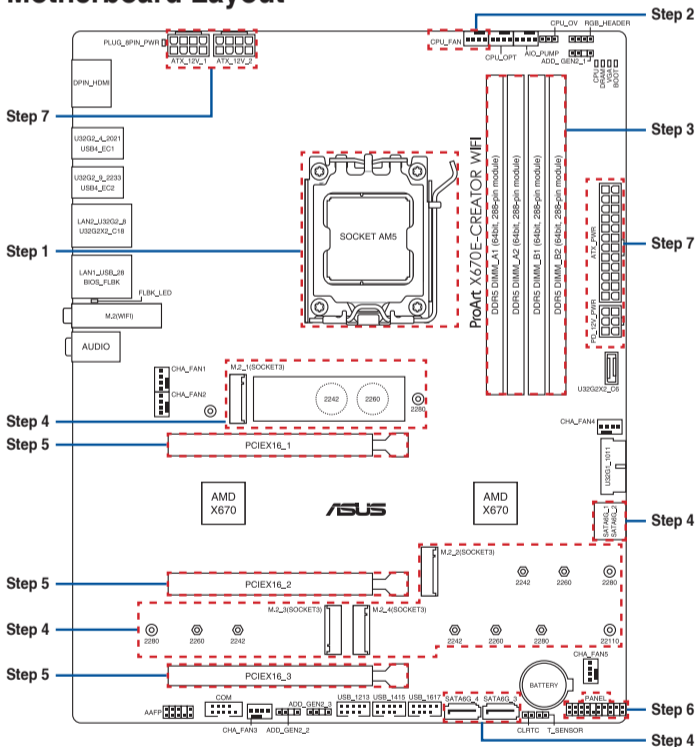 Motherboard Layout
Step 2
CPU_OV RGB_HEADER
PLUG_8PIN_PWR
CPU_FAN
ATX_12V_1 ATX_12V_2
CPU_OPT
AIO_PUMP
ADD_GEN2_1
CPU
DRAM
VGA
BOOT
DPIN_HDMI
Step 7
Step 3
U32G2_4_2021
USB4_EC1
U32G2_9_2233
USB4_EC2
LAN2_U32G2_8
U32G2X2_C18
Step 1
SOCKET AM5
ProArt X670E-CREATOR WIFI
DDR5 DIMM_A1 (64bit, 288-pin module)
DDR5 DIMM_A2 (64bit, 288-pin module)
DDR5 DIMM_B1 (64bit, 288-pin module)
DDR5 DIMM_B2 (64bit, 288-pin module)
ATX_PWR
Step 7
LAN1_USB_28
BIOS_FLBK
FLBK_LED
M.2(WIFI)
PD_12V_PWR
AUDIO
CHA_FAN1
M.2_1(SOCKET3)
U32G2X2_C6
CHA_FAN2
2242
2260
2280
Step 4
CHA_FAN4
Step 5
PCIEX16_1
U32G1_1011
AMD
X670
ASUS
AMD
X670
SATA6G_1
SATA6G_2
Step 4
M.2_2(SOCKET3)
2242
2260
2280
Step 5
PCIEX16_2
M.2_3(SOCKET3)
M.2_4(SOCKET3)
Step 4
2280
2260
2242
2242
2260
2280
22110
CHA_FAN5
Step 5
PCIEX16_3
BATTERY
PANEL
COM
ADD_GEN2_3
USB_1213
USB_1415
USB_1617
SATA6G_4
SATA6G_3
Step 6
AAFP
CHA_FAN3
ADD_GEN2_2
CLRTC
T_SENSOR
Step 4